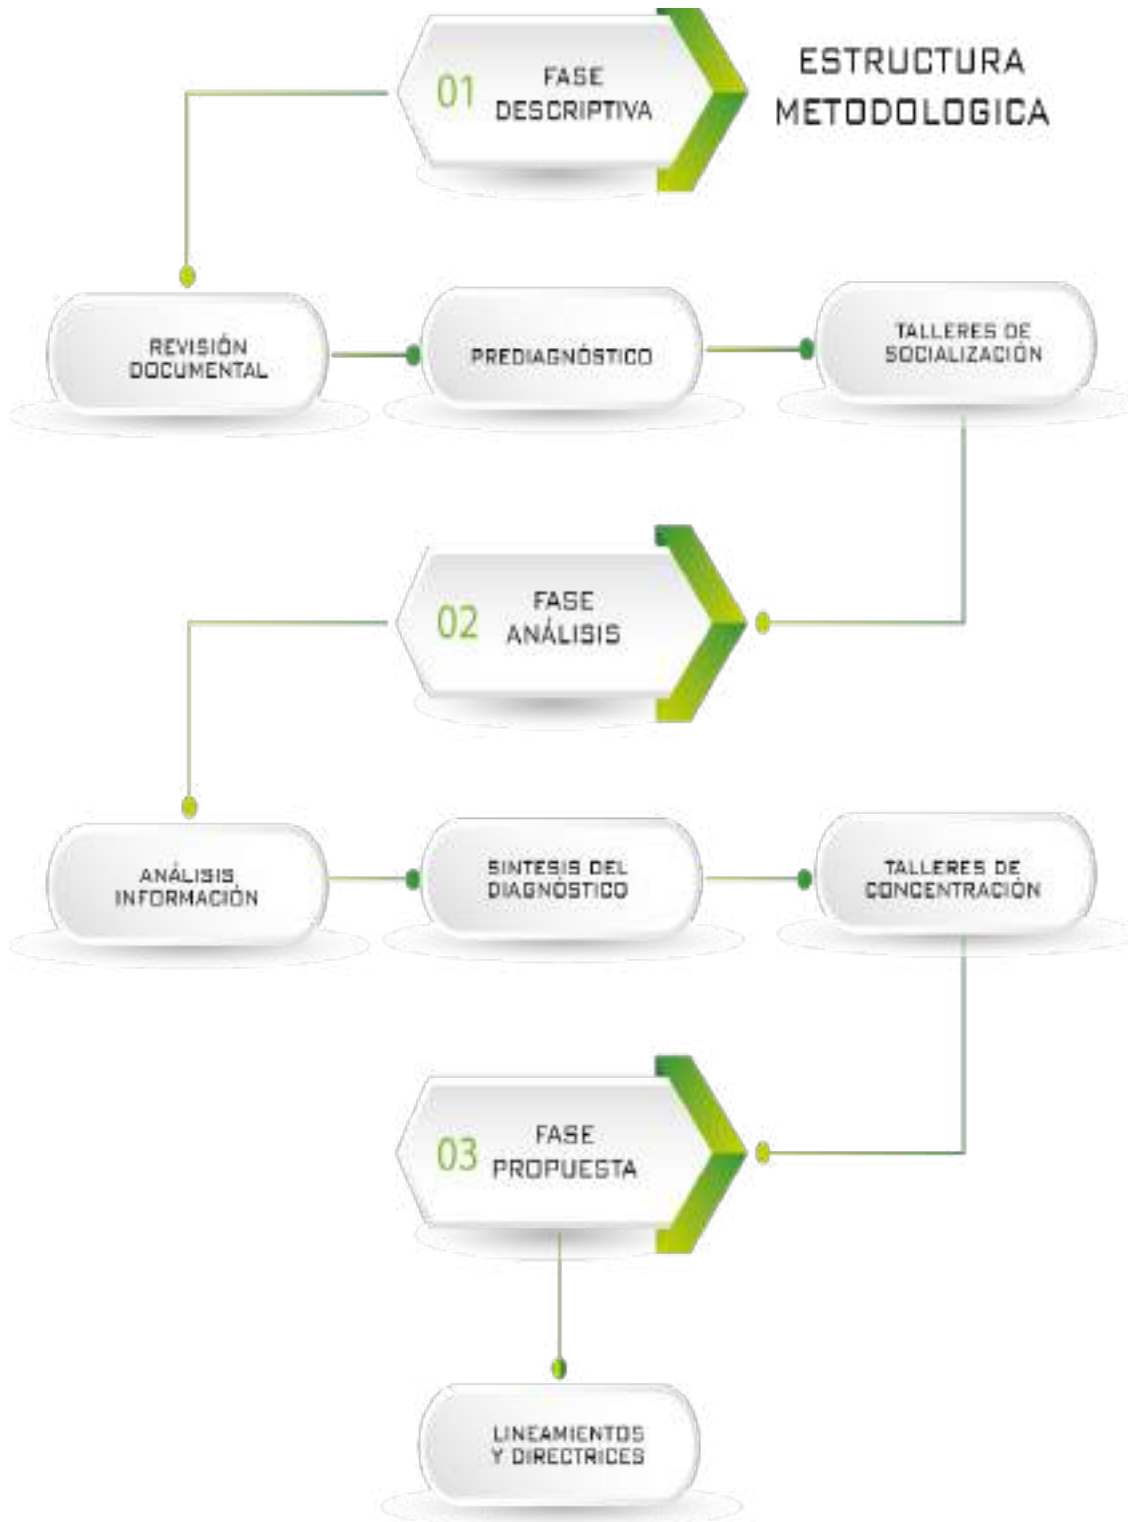 ESTRUCTURA
METODOLOGICA
01
FASE
DESCRIPTIVA
REVISIÓN
DOCUMENTAL
PREDIAGNÓSTICO
TALLERES DE
SOCIALIZACIÓN
02
FASE
ANÁLISIS
ANÁLISIS
INFORMACIÓN
SINTESIS DEL
DIAGNÓSTICO
TALLERES DE
CONCENTRACIÓN
03
FASE
PROPUESTA
LINEAMIENTOS
Y DIRECTRICES